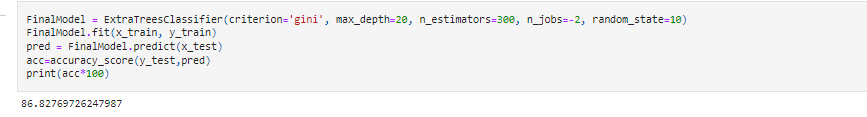 FinalModel = ExtraTreesClassifier(criterion='gini', max_depth=20, n_estimators=300, n_jobs=-2, random_state=10)
FinalModel.fit(x_train, y_train)
pred = FinalModel.predict(x_test)
acc=accuracy_score(y_test,pred)
print(acc*100)
86.82769726247987